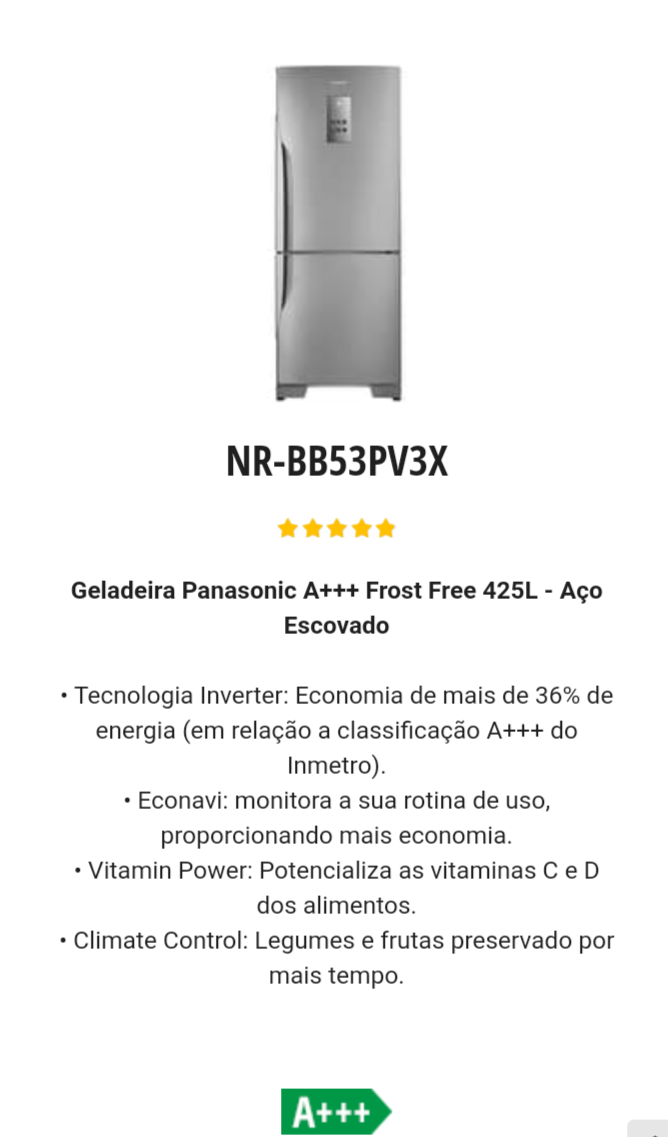 NR-BB53PV3X
Geladeira Panasonic A+++ Frost Free 425L - Aço
Escovado
• Tecnologia Inverter: Economia de mais de 36% de
energia (em relação a classificação A+++ do
Inmetro).
• Econavi: monitora a sua rotina de uso,
proporcionando mais economia.
• Vitamin Power: Potencializa as vitaminas C e D
dos alimentos.
• Climate Control: Legumes e frutas preservado por
mais tempo.
A+++